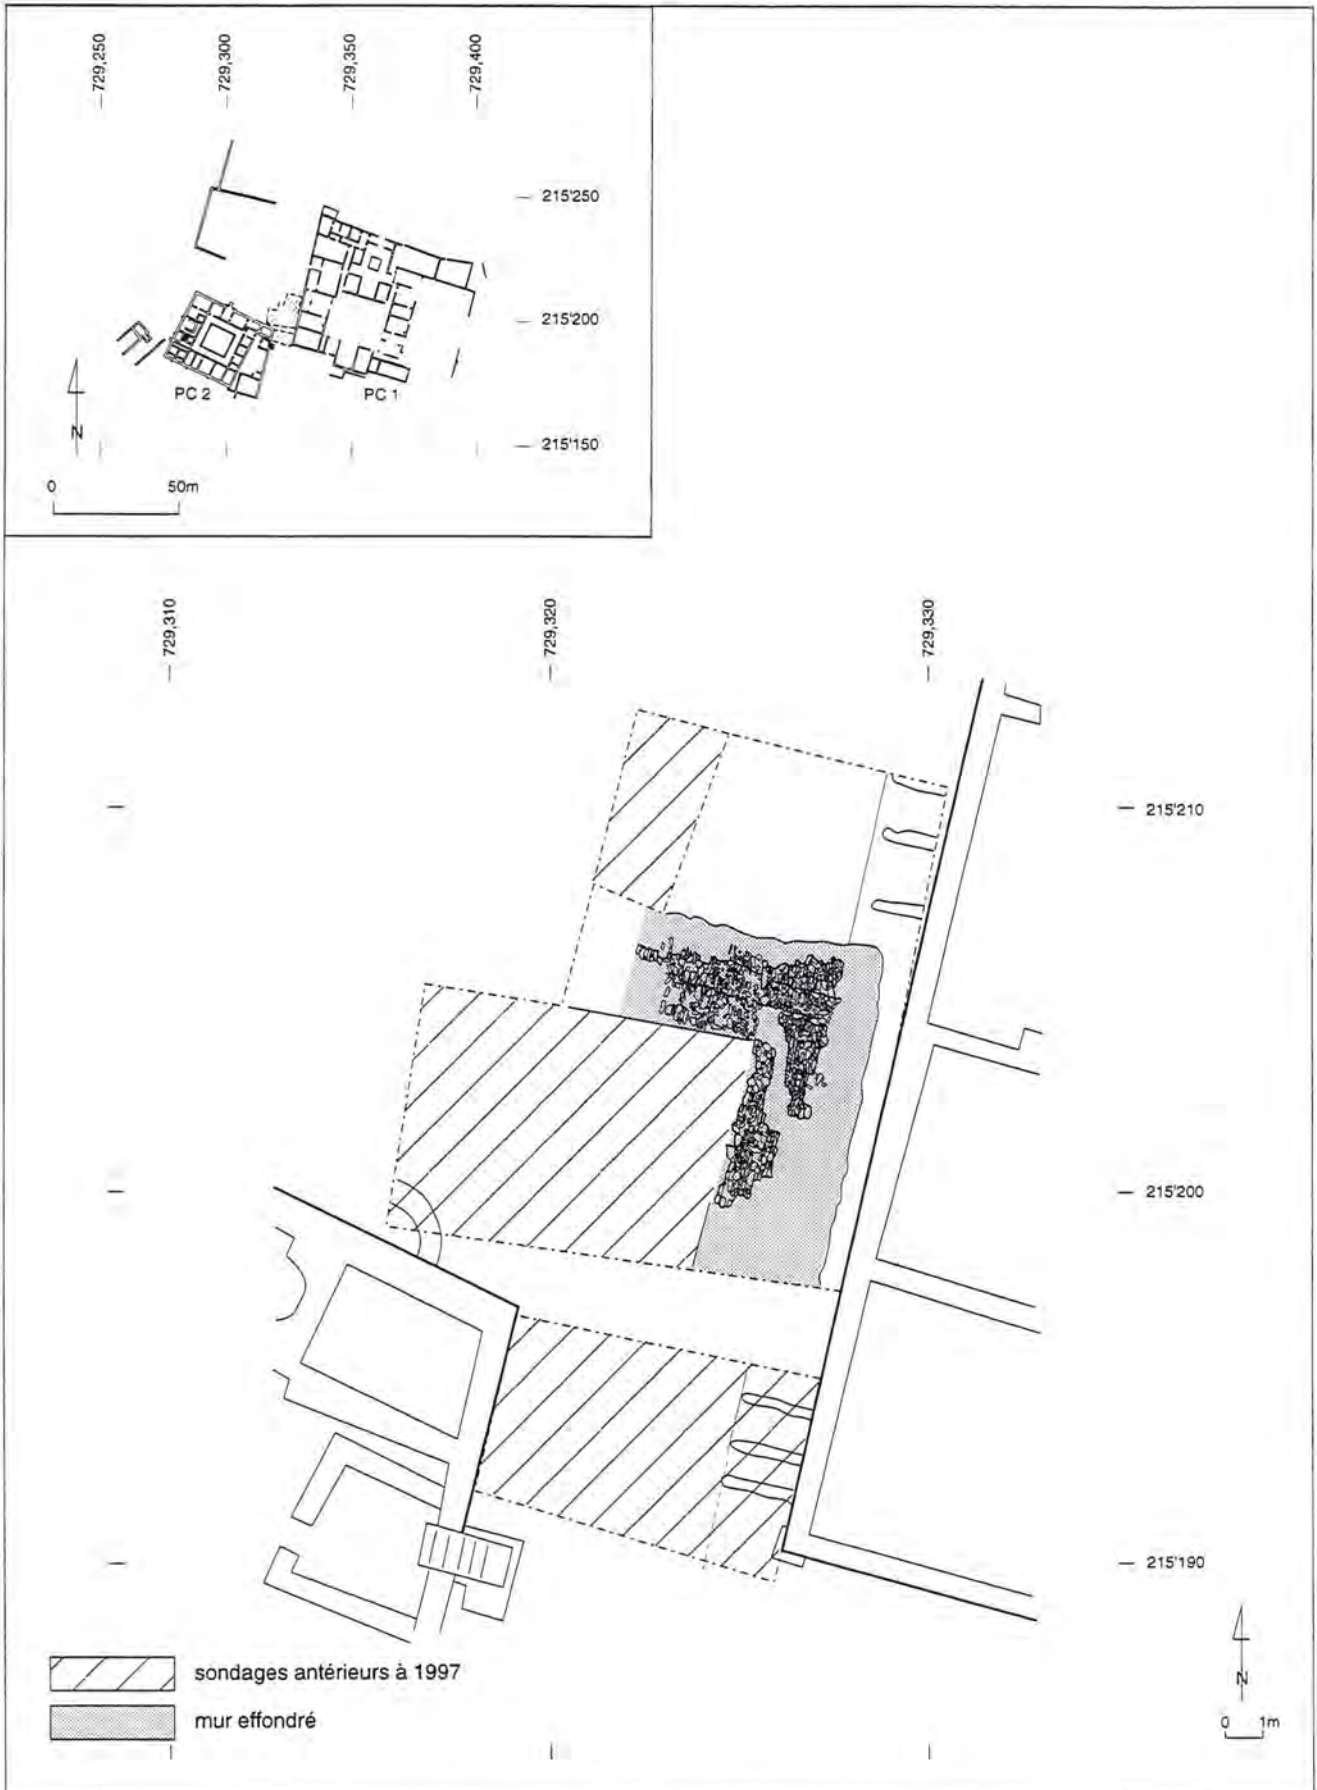 729,250
729,300
729,350
729,400
215'250
215'200
215'150
PC 2
PC 1
N
0 50m
729,310
729,320
729,330
215'210
215'200
215'190
sondages antérieurs à 1997
mur effondré
N
0 1m